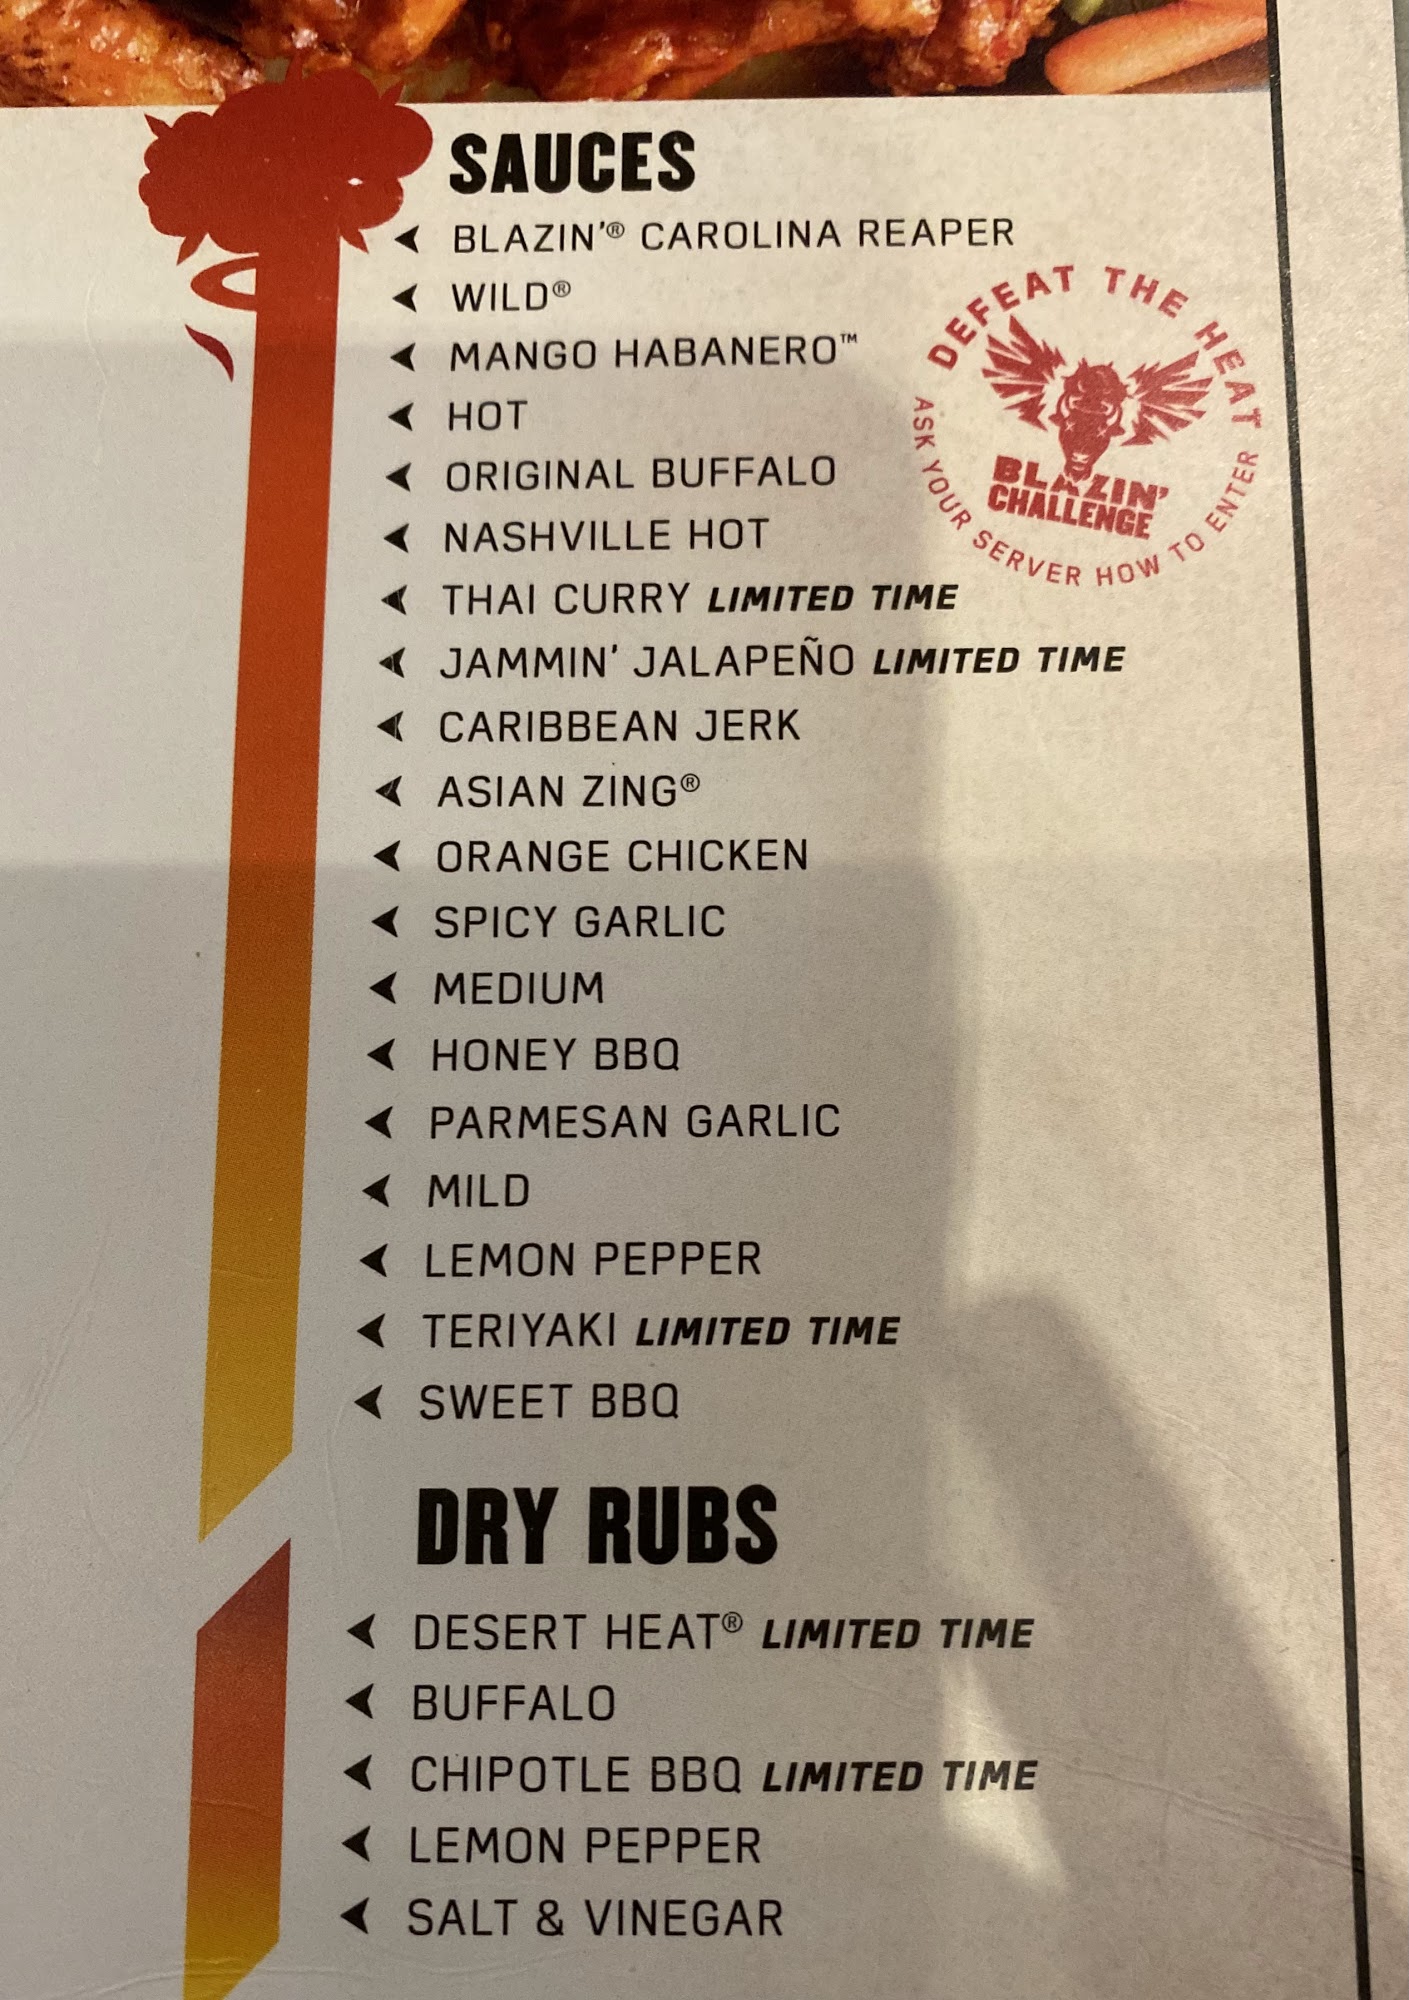 SAUCES
BLAZIN'® CAROLINA REAPER
WILD®
MANGO HABANERO™
HOT
ORIGINAL BUFFALO
NASHVILLE HOT
THAI CURRY LIMITED TIME
JAMMIN' JALAPEÑO LIMITED TIME
CARIBBEAN JERK
ASIAN ZING®
ORANGE CHICKEN
SPICY GARLIC
MEDIUM
HONEY BBQ
PARMESAN GARLIC
MILD
LEMON PEPPER
TERIYAKI LIMITED TIME
SWEET BBQ
DEFEAT THE HEAT
BLAZIN'
CHALLENGE
ASK YOUR SERVER HOW TO ENTER
DRY RUBS
DESERT HEAT® LIMITED TIME
BUFFALO
CHIPOTLE BBQ LIMITED TIME
LEMON PEPPER
SALT & VINEGAR